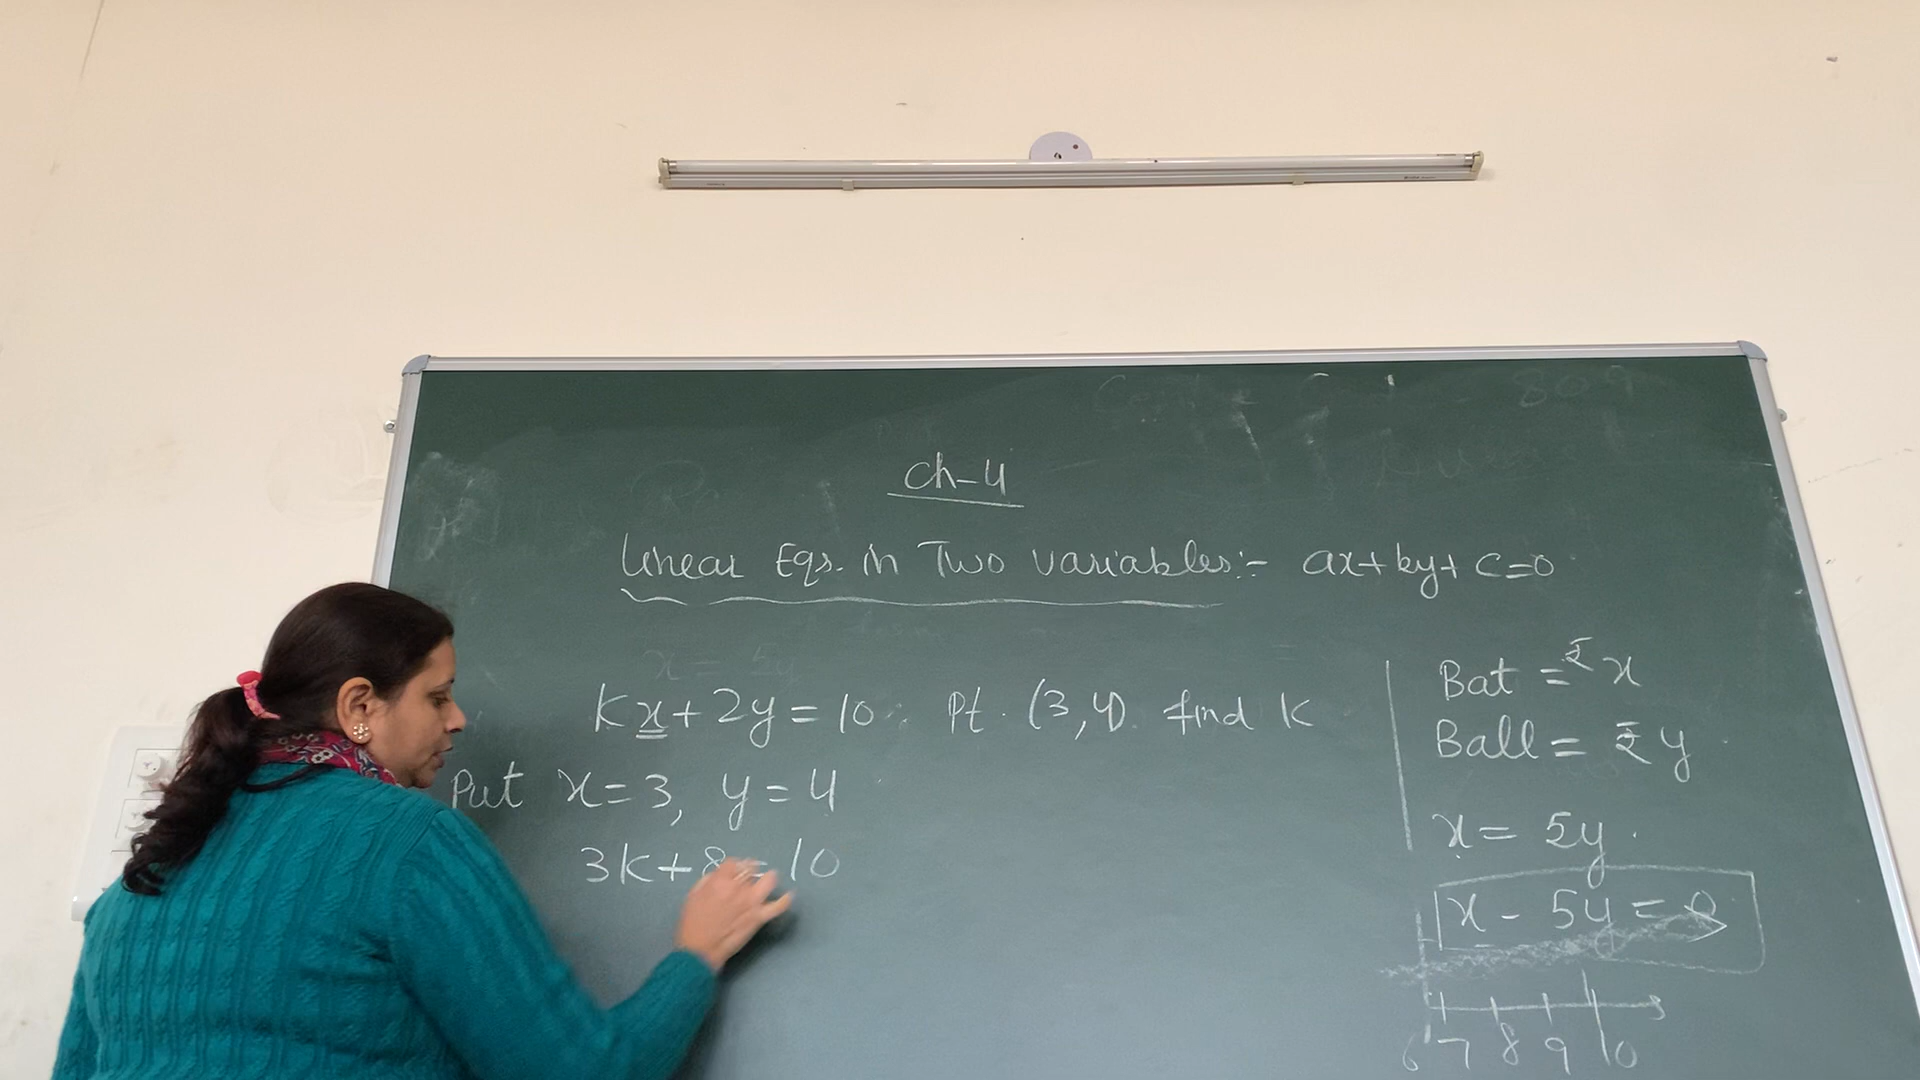 Ch-4
Linear Eqs. in Two variables:- ax+by+c=0
Kx+2y=10. Pt. (3,4). find K
Put x=3, y=4
3K+8=10
Bat = ₹ x
Ball = ₹ y
x = 5y.
x - 5y = 0
6 7 8 9 10